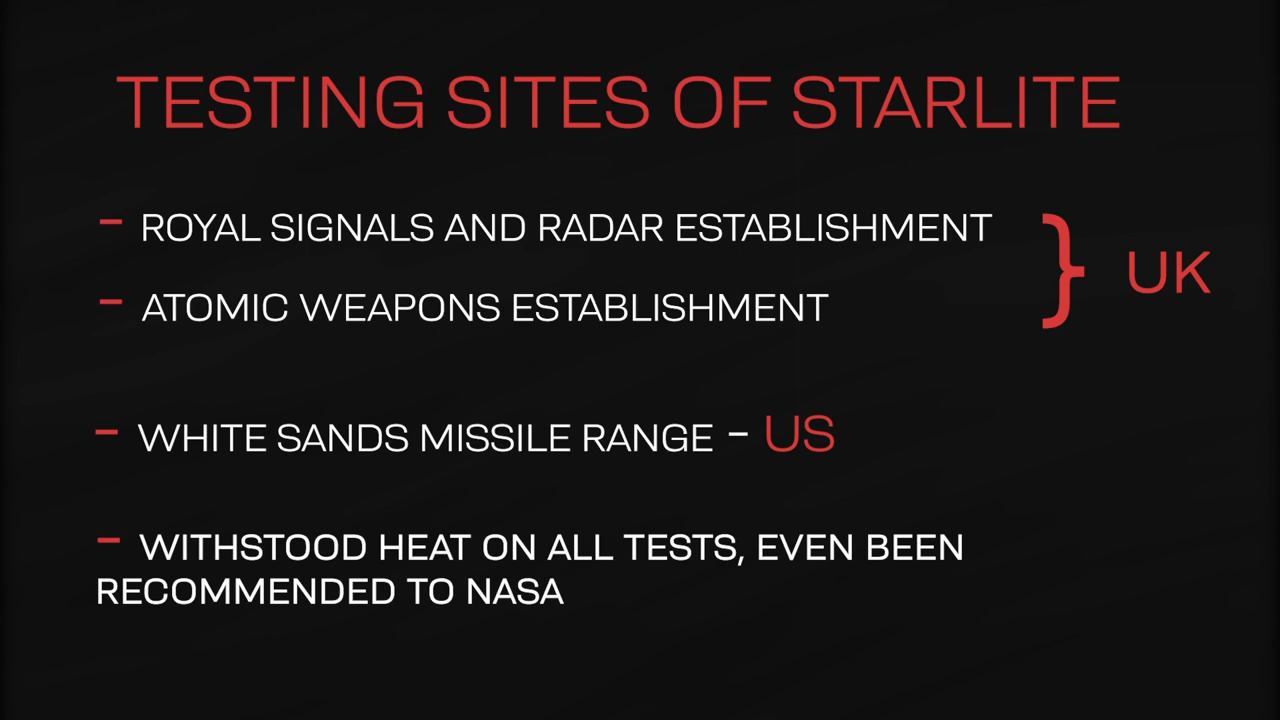 TESTING SITES OF STARLITE
- ROYAL SIGNALS AND RADAR ESTABLISHMENT
- ATOMIC WEAPONS ESTABLISHMENT
} UK
- WHITE SANDS MISSILE RANGE - US
- WITHSTOOD HEAT ON ALL TESTS, EVEN BEEN
RECOMMENDED TO NASA